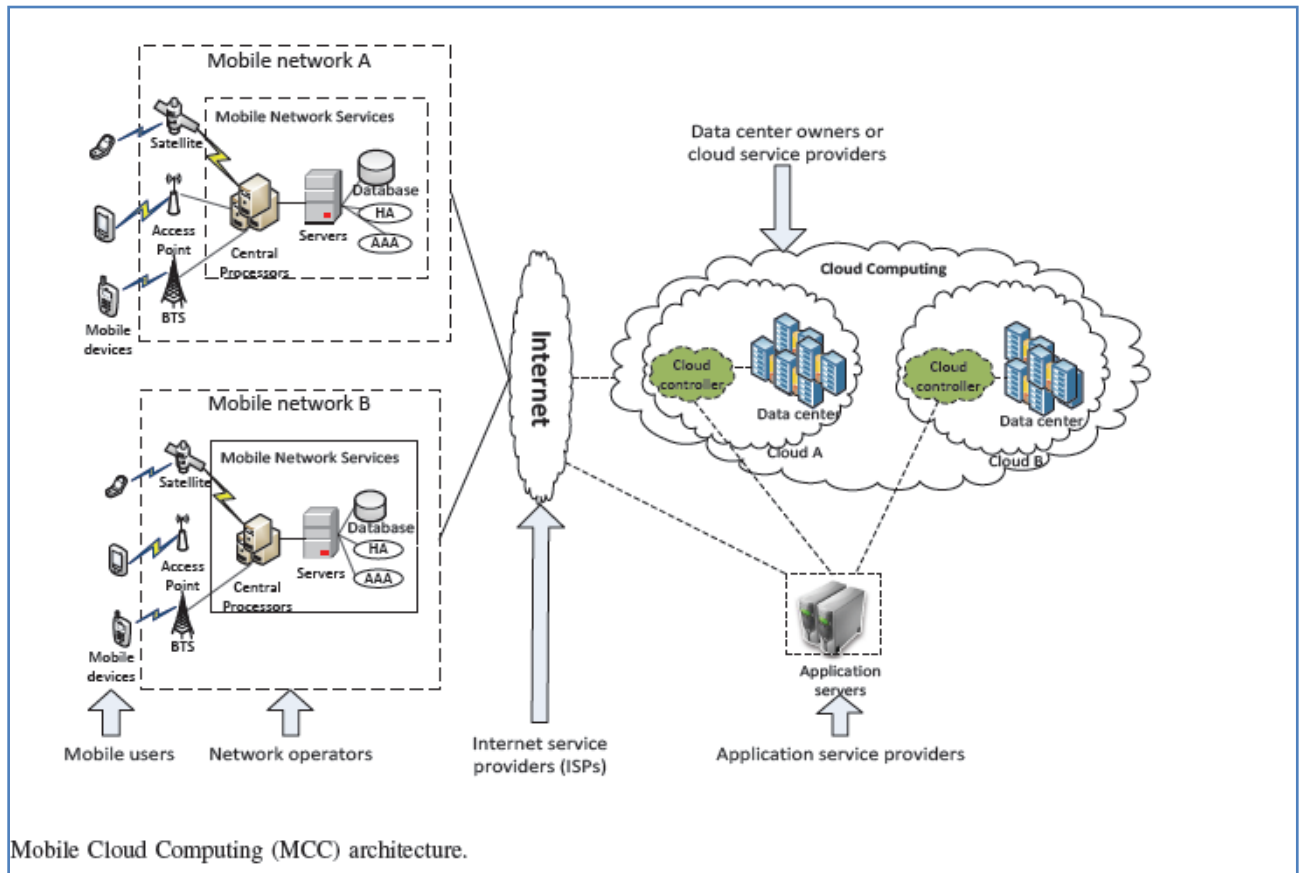 Mobile network A
Mobile Network Services
Satellite
Database
HA
Servers
AAA
Access
Point
Central
Processors
BTS
Mobile
devices
Mobile network B
Mobile Network Services
Satellite
Database
HA
Servers
AAA
Access
Point
Central
Processors
BTS
Mobile
devices
Mobile users
Network operators
Internet
Internet service
providers (ISPs)
Data center owners or
cloud service providers
Cloud Computing
Cloud
controller
Data center
Cloud A
Cloud
controller
Data center
Cloud B
Application
servers
Application service providers
Mobile Cloud Computing (MCC) architecture.